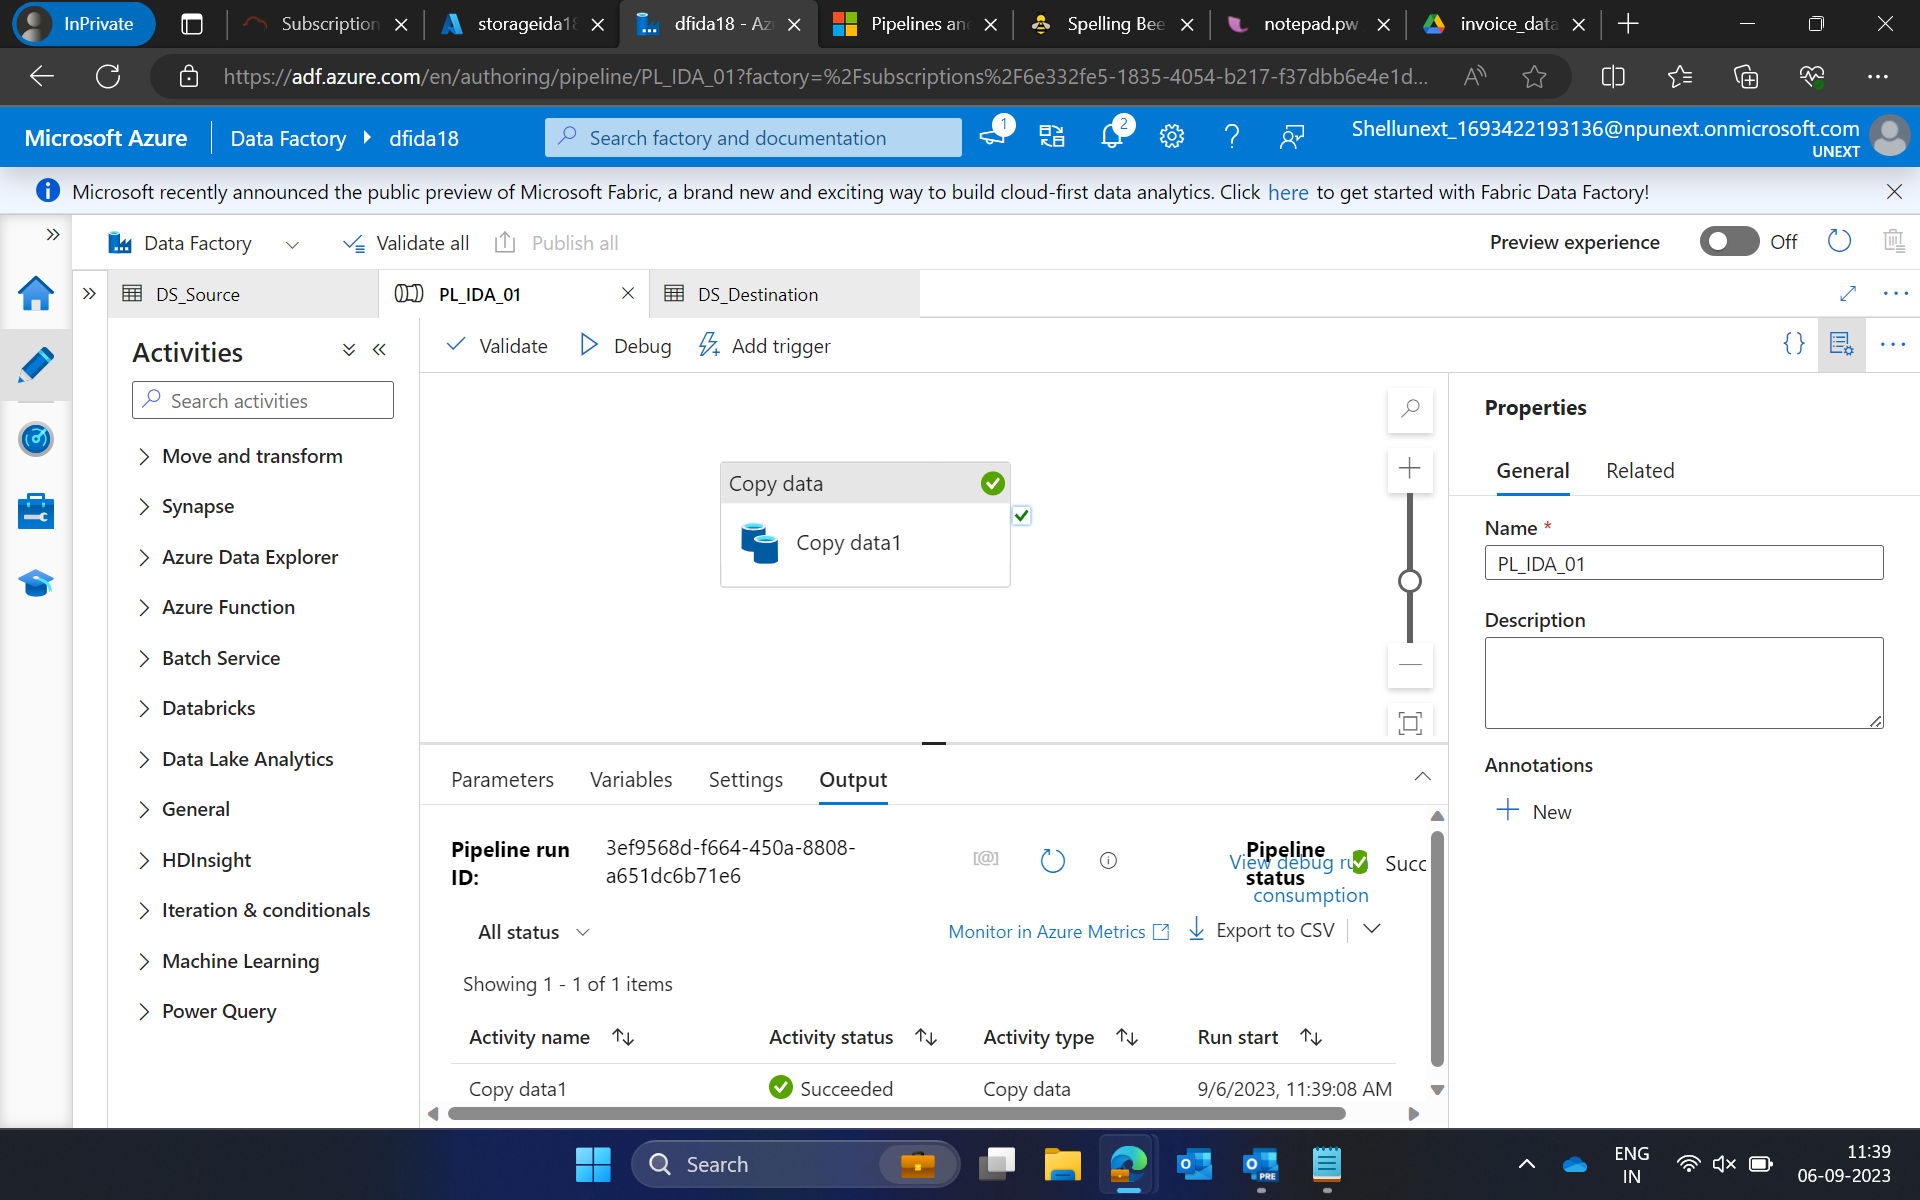 InPrivate
Subscription
storageida18
dfida18 - Az
Pipelines an
Spelling Bee
notepad.pw
invoice_data
https://adf.azure.com/en/authoring/pipeline/PL_IDA_01?factory=%2Fsubscriptions%2F6e332fe5-1835-4054-b217-f37dbb6e4e1d...
Microsoft Azure
Data Factory
dfida18
Search factory and documentation
1
2
Shellunext_1693422193136@npunext.onmicrosoft.com
UNEXT
Microsoft recently announced the public preview of Microsoft Fabric, a brand new and exciting way to build cloud-first data analytics. Click here to get started with Fabric Data Factory!
Data Factory
Validate all
Publish all
Preview experience
Off
DS_Source
PL_IDA_01
DS_Destination
Activities
Validate
Debug
Add trigger
Search activities
Move and transform
Synapse
Azure Data Explorer
Azure Function
Batch Service
Databricks
Data Lake Analytics
General
HDInsight
Iteration & conditionals
Machine Learning
Power Query
Copy data
Copy data1
Properties
General
Related
Name *
PL_IDA_01
Description
Annotations
New
Parameters
Variables
Settings
Output
Pipeline run ID:
3ef9568d-f664-450a-8808-
a651dc6b71e6
Pipeline status
View debug ru
consumption
Succ
All status
Monitor in Azure Metrics
Export to CSV
Showing 1 - 1 of 1 items
Activity name
Activity status
Activity type
Run start
Copy data1
Succeeded
Copy data
9/6/2023, 11:39:08 AM
Search
PRE
ENG
IN
11:39
06-09-2023